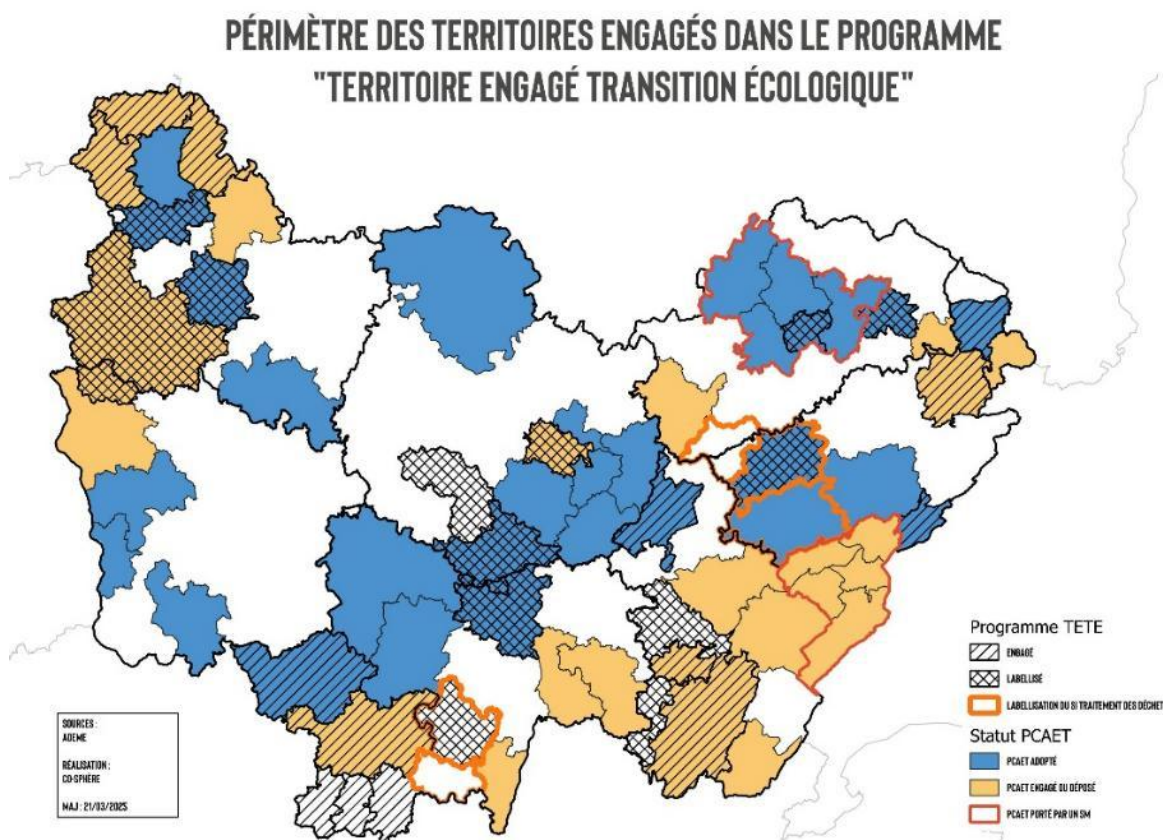 PÉRIMÈTRE DES TERRITOIRES ENGAGÉS DANS LE PROGRAMME
"TERRITOIRE ENGAGÉ TRANSITION ÉCOLOGIQUE"
Programme TETE
ENGAGÉ
LABELLISÉ
LABELLISATION DU SI TRAITEMENT DES DÉCHET
Statut PCAET
PCAET ADOPTÉ
PCAET ENGAGÉ OU DÉPOSÉ
PCAET PORTÉ PAR UN SM
SOURCES :
ADEME
RÉALISATION :
CO-SPHÈRE
MAJ : 21/03/2025